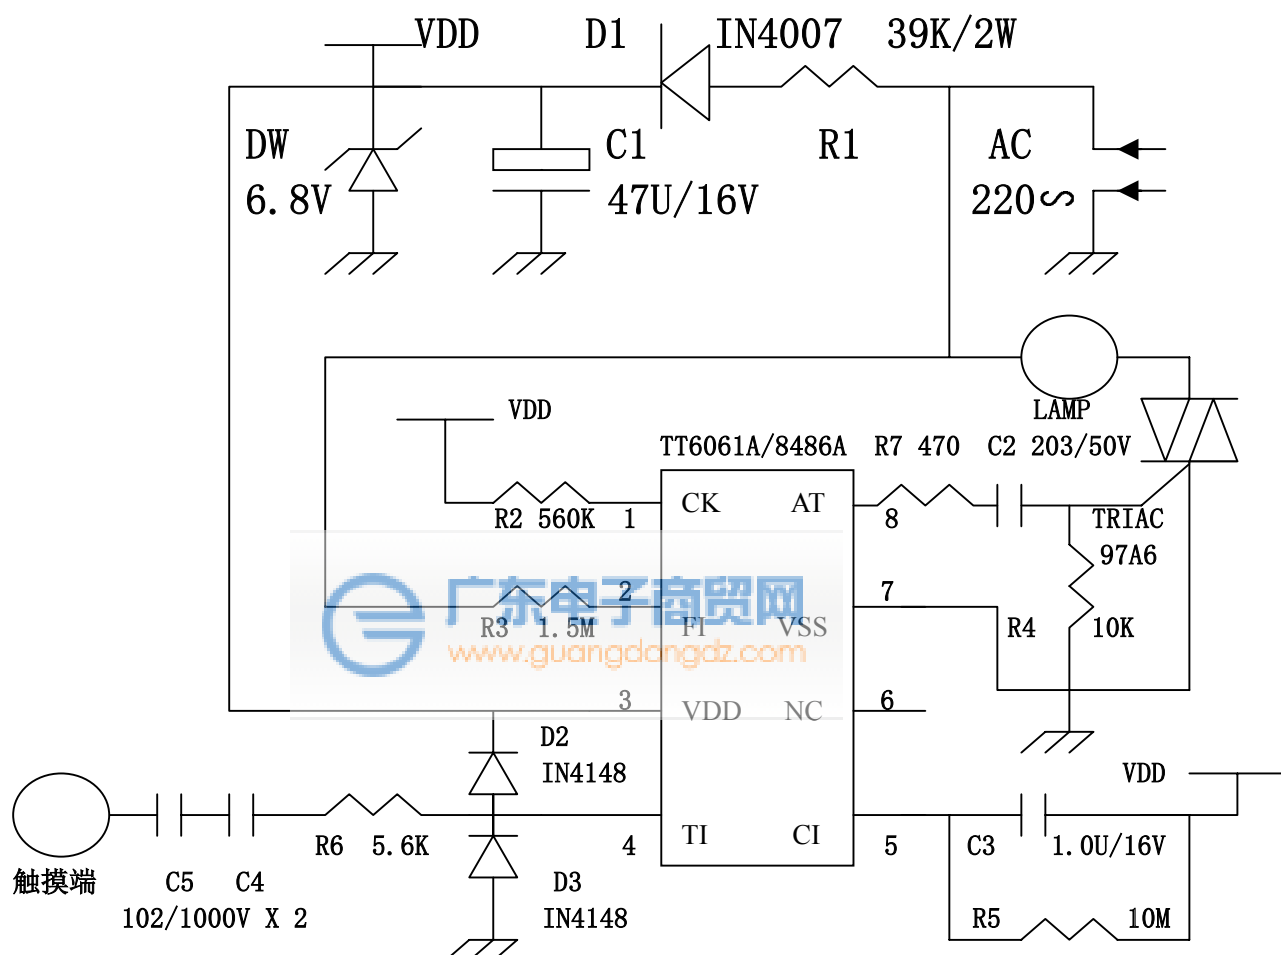 VDD D1 IN4007 39K/2W
DW C1 R1 AC
6.8V 47U/16V 220
VDD LAMP
TT6061A/8486A R7 470 C2 203/50V
CK AT
R2 560K 1 8 TRIAC
97A6
广东电子商贸网
2 7
R3 1.5M FI VSS R4 10K
www.guangdongdz.com
3 6
VDD NC
D2 VDD
IN4148
TI CI
R6 5.6K 4 5 C3 1.0U/16V
触摸端 C5 C4 D3
102/1000V X 2 IN4148 R5 10M